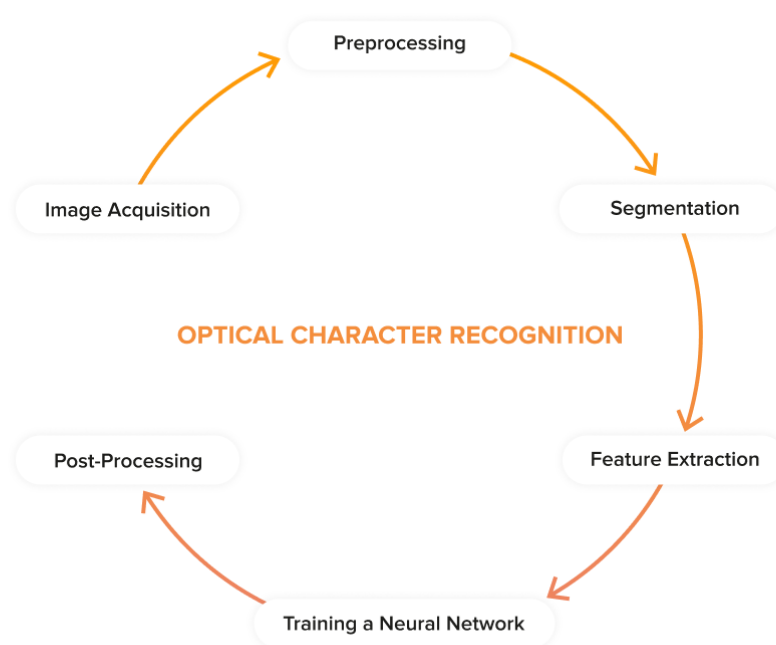 Preprocessing
Image Acquisition
Segmentation
OPTICAL CHARACTER RECOGNITION
Post-Processing
Feature Extraction
Training a Neural Network